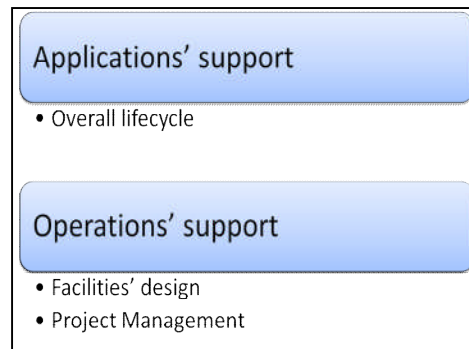 Applications’ support
• Overall lifecycle
Operations’ support
• Facilities’ design
• Project Management